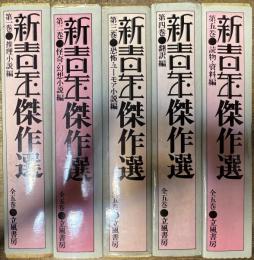 第一巻●推理小説編
新青年傑作選
全五巻●立風書房
第二巻●怪奇・幻想小説編
新青年傑作選
全五巻●立風書房
第三巻●恐怖・ユーモア小説編
新青年傑作選
全五巻●立風書房
第四巻●翻訳編
新青年傑作選
全五巻●立風書房
第五巻●読物・資料編
新青年傑作選
全五巻●立風書房